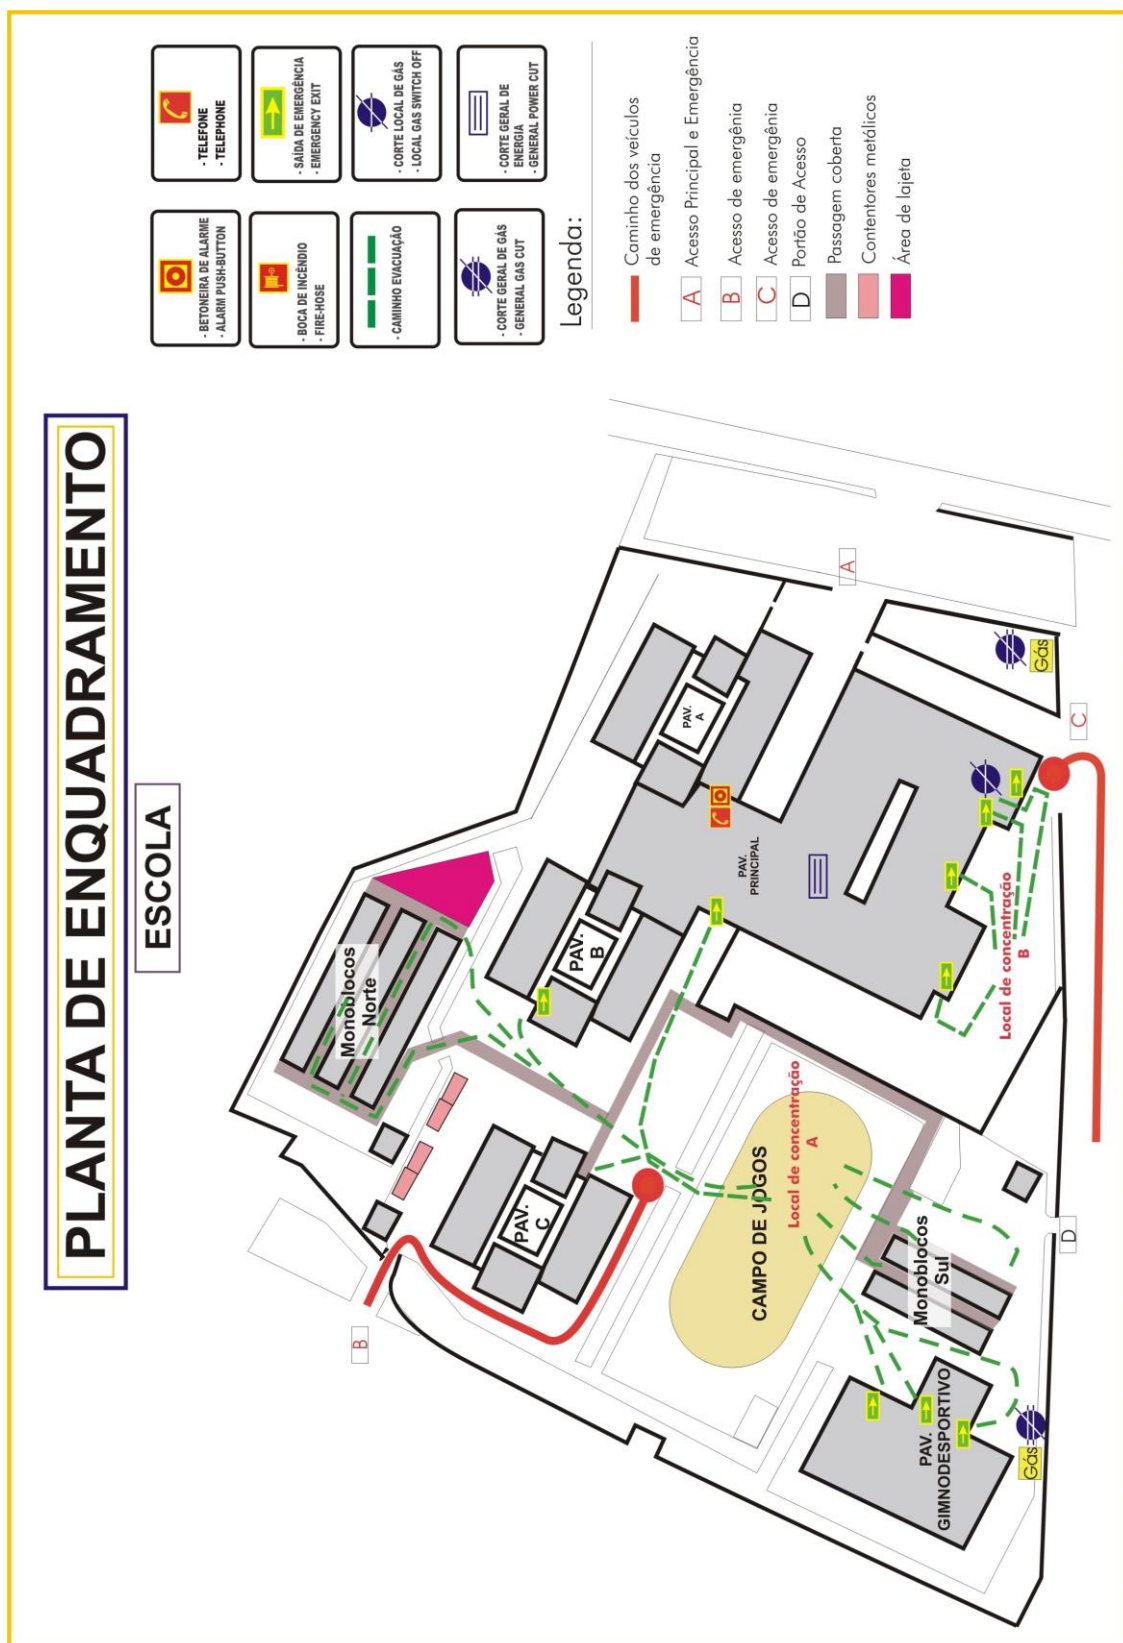 PLANTA DE ENQUADRAMENTO
ESCOLA
- BETONEIRA DE ALARME
- ALARM PUSH-BUTTON
- TELEFONE
- TELEPHONE
- BOCA DE INCÊNDIO
- FIRE-HOSE
- SAÍDA DE EMERGÊNCIA
- EMERGENCY EXIT
- CAMINHO EVACUAÇÃO
- CORTE LOCAL DE GÁS
- LOCAL GAS SWITCH OFF
- CORTE GERAL DE GÁS
- GENERAL GAS CUT
- CORTE GERAL DE
ENERGIA
- GENERAL POWER CUT
Legenda:
Caminho dos veículos
de emergência
A Acesso Principal e Emergência
B Acesso de emergênia
C Acesso de emergênia
D Portão de Acesso
Passagem coberta
Contentores metálicos
Área de lajeta
Monoblocos
Norte
B
PAV.
C
PAV.
B
PAV.
A
PAV.
PRINCIPAL
A
CAMPO DE JOGOS
Local de concentração
A
Monoblocos
Sul
PAV.
GIMNODESPORTIVO
Gás
D
Local de concentração
B
Gás
C